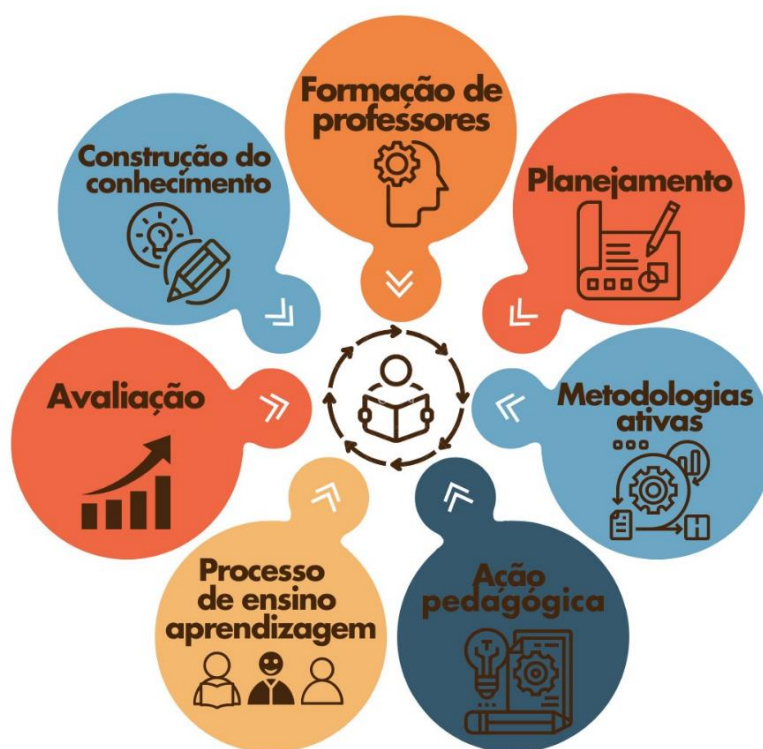 Formação de
professores
Planejamento
Metodologias
ativas
Ação
pedagógica
Processo
de ensino
aprendizagem
Avaliação
Construção do
conhecimento